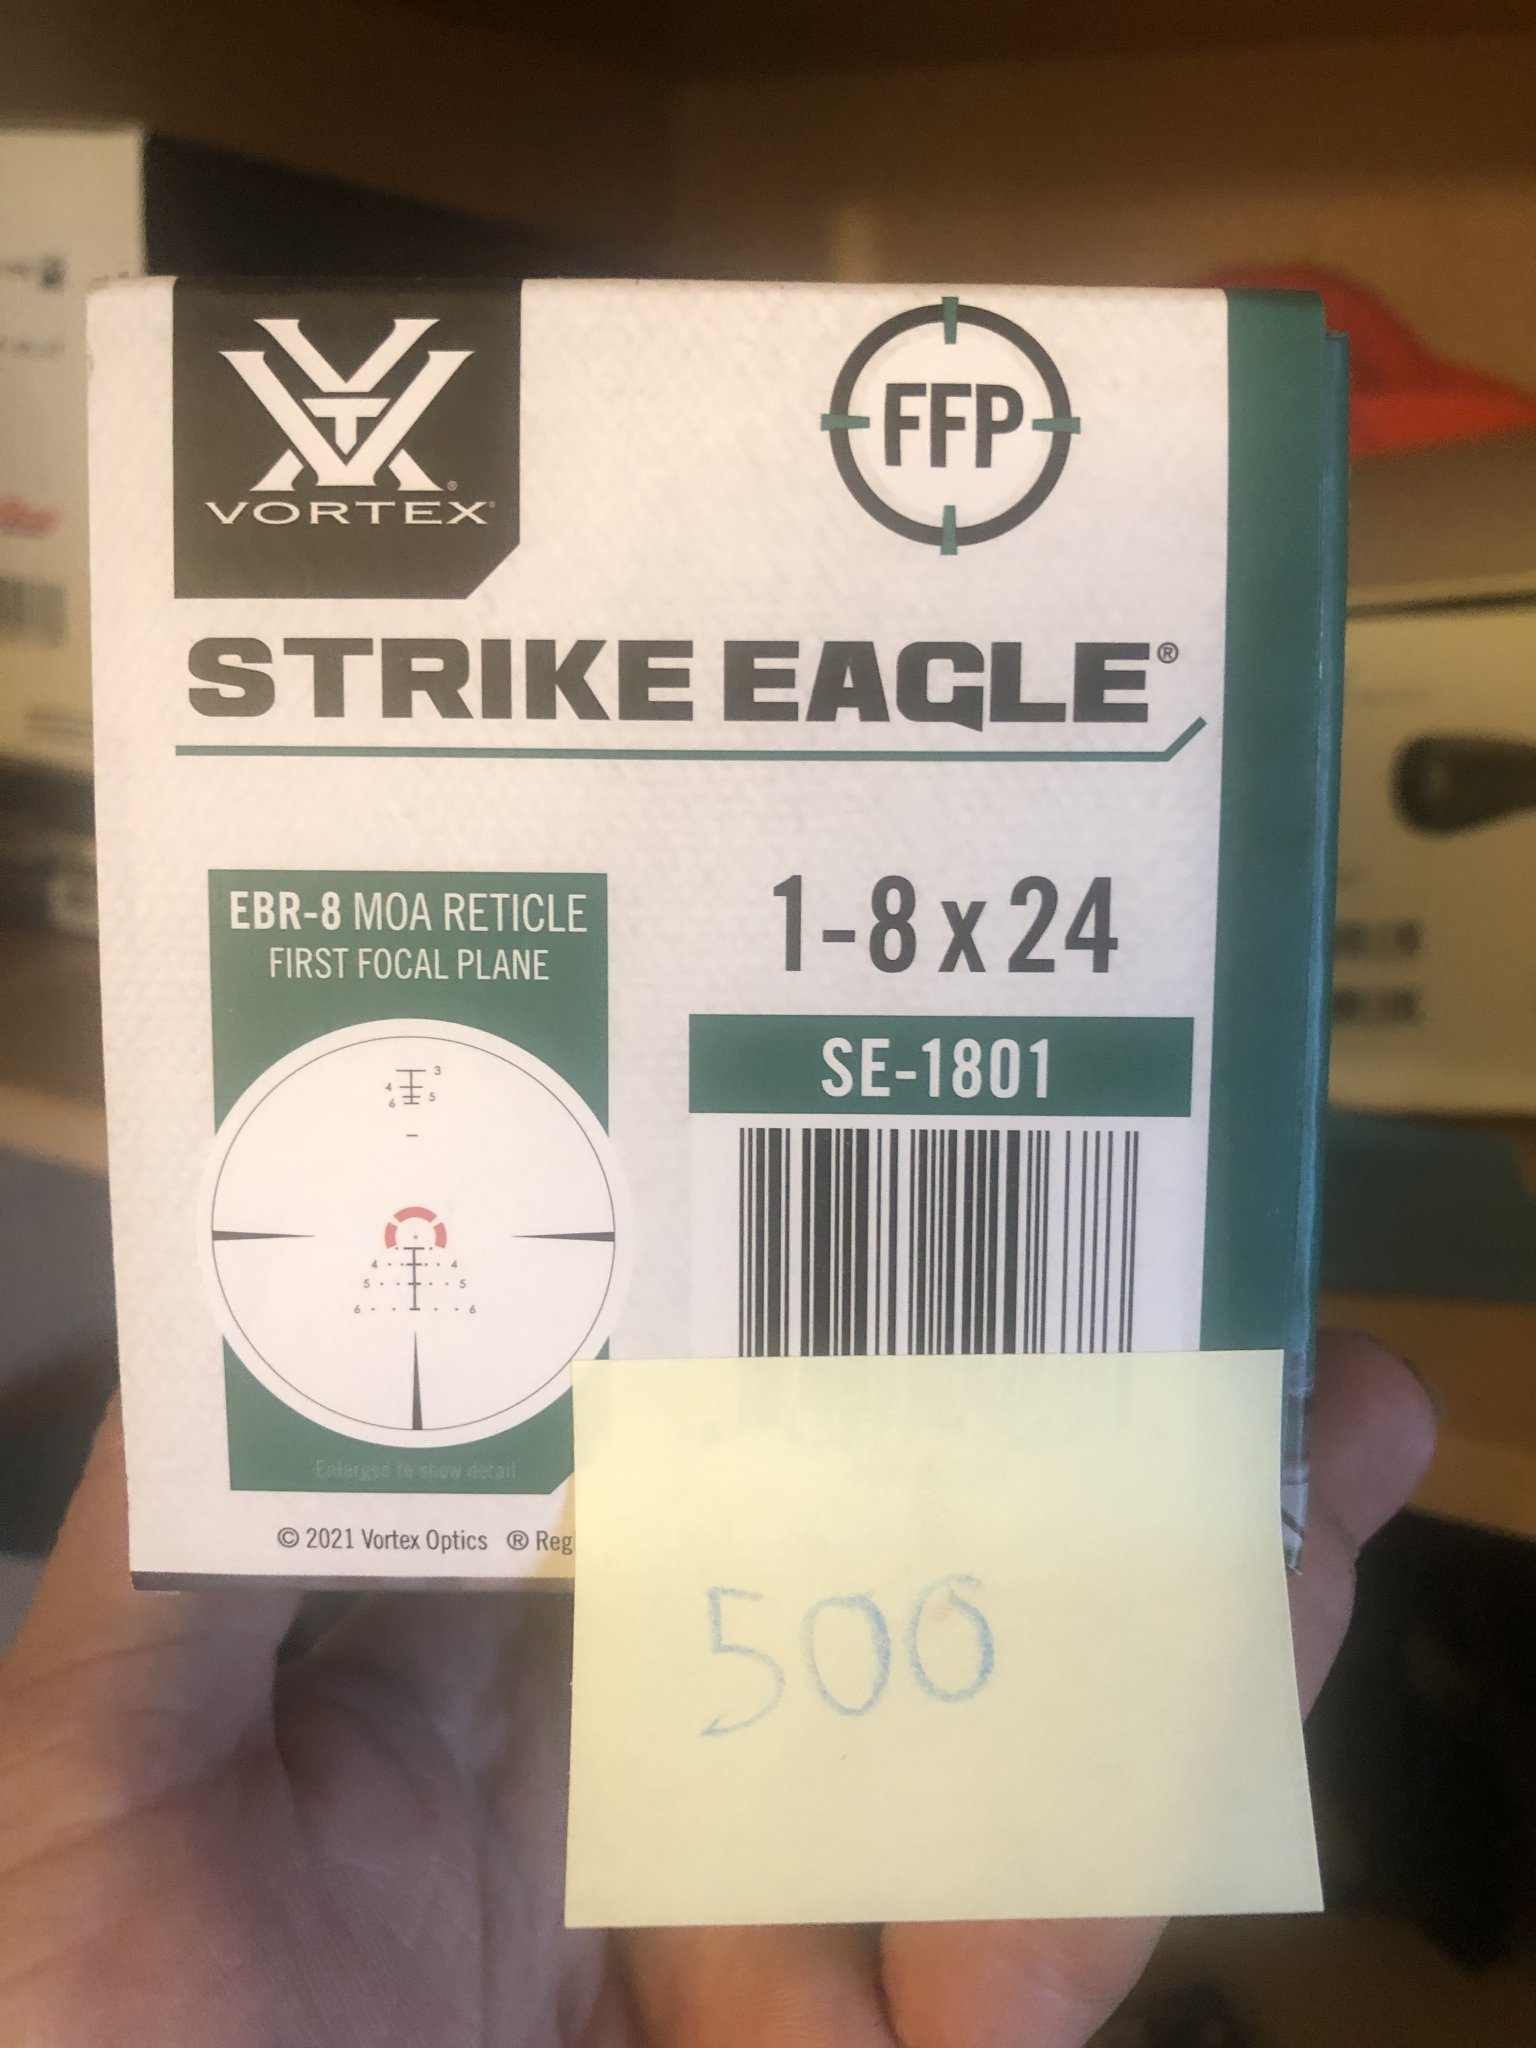 VORTEX®
FFP
STRIKE EAGLE®
EBR-8 MOA RETICLE
FIRST FOCAL PLANE
1-8 x 24
SE-1801
3
4
5
6
4 4
5 5
6 6
Enlarged to show detail
© 2021 Vortex Optics ® Reg
500